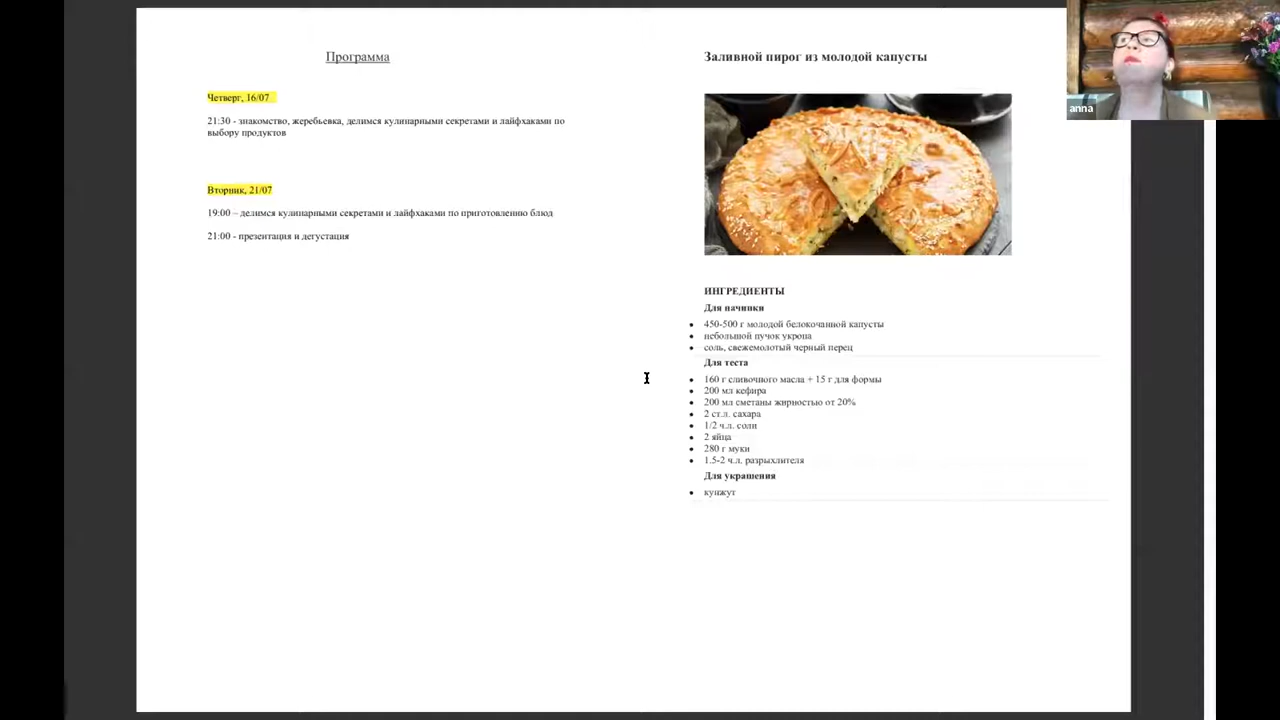 Программа
Четверг, 16/07
21:30 - знакомство, жеребьевка, делимся кулинарными секретами и лайфхаками по
выбору продуктов
Вторник, 21/07
19:00 – делимся кулинарными секретами и лайфхаками по приготовлению блюд
21:00 - презентация и дегустация
Заливной пирог из молодой капусты
ИНГРЕДИЕНТЫ
Для начинки
450-500 г молодой белокочанной капусты
небольшой пучок укропа
соль, свежемолотый черный перец
Для теста
160 г сливочного масла + 15 г для формы
200 мл кефира
200 мл сметаны жирностью от 20%
2 ст.л. сахара
1/2 ч.л. соли
2 яйца
280 г муки
1.5-2 ч.л. разрыхлителя
Для украшения
кунжут
anna